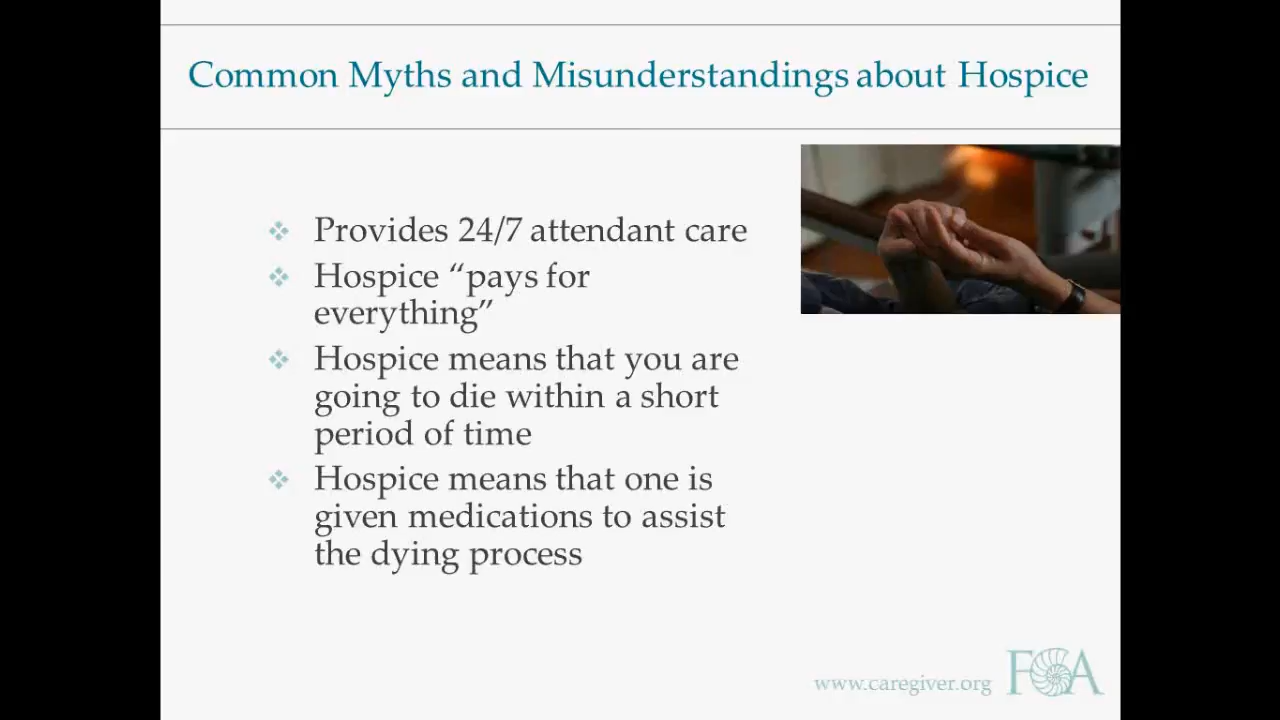 Common Myths and Misunderstandings about Hospice
Provides 24/7 attendant care
Hospice “pays for
everything”
Hospice means that you are
going to die within a short
period of time
Hospice means that one is
given medications to assist
the dying process
www.caregiver.org FCA